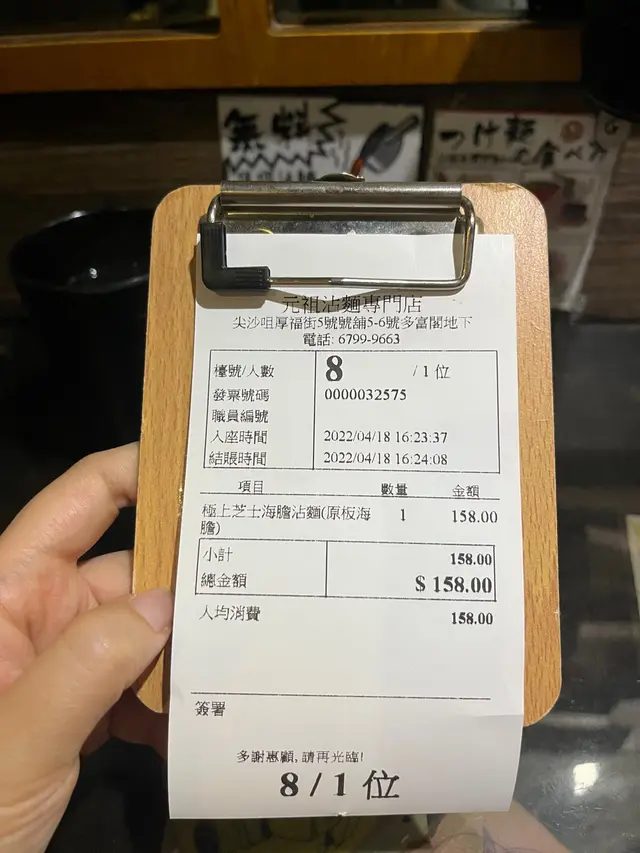 無料
つけ麺
元祖沾麵專門店
尖沙咀厚福街5號號舖5-6號多富閣地下
電話: 6799-9663
檯號/人數 8 / 1 位
發票號碼 0000032575
職員編號
入座時間 2022/04/18 16:23:37
結賬時間 2022/04/18 16:24:08
項目 數量 金額
極上芝士海膽沾麵(原板海 1 158.00
膽)
小計 158.00
總金額 $ 158.00
人均消費 158.00
簽署
多謝惠顧,請再光臨!
8 / 1 位